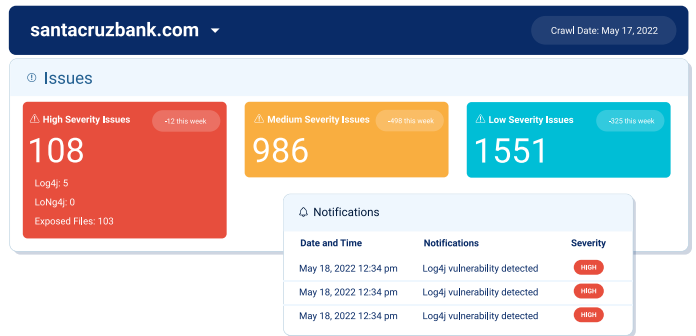 santacruzbank.com
Crawl Date: May 17, 2022
Issues
High Severity Issues
-12 this week
108
Log4j: 5
LoNg4j: 0
Exposed Files: 103
Medium Severity Issues
-498 this week
986
Low Severity Issues
-325 this week
1551
Notifications
Date and Time Notifications Severity
May 18, 2022 12:34 pm Log4j vulnerability detected HIGH
May 18, 2022 12:34 pm Log4j vulnerability detected HIGH
May 18, 2022 12:34 pm Log4j vulnerability detected HIGH